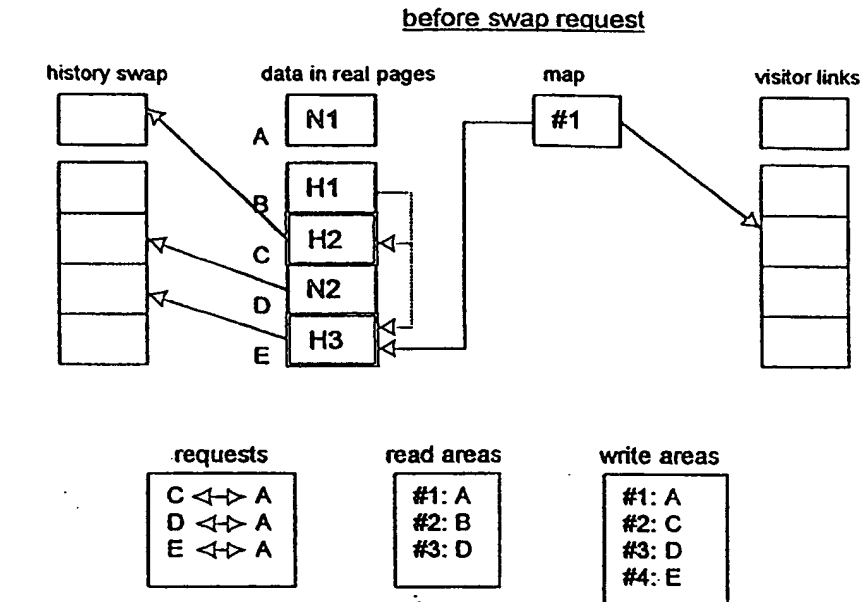 before swap request
history swap data in real pages map visitor links
A N1 #1
B H1
C H2
D N2
E H3
requests read areas write areas
C A #1: A #1: A
D A #2: B #2: C
E A #3: D #3: D
#4: E